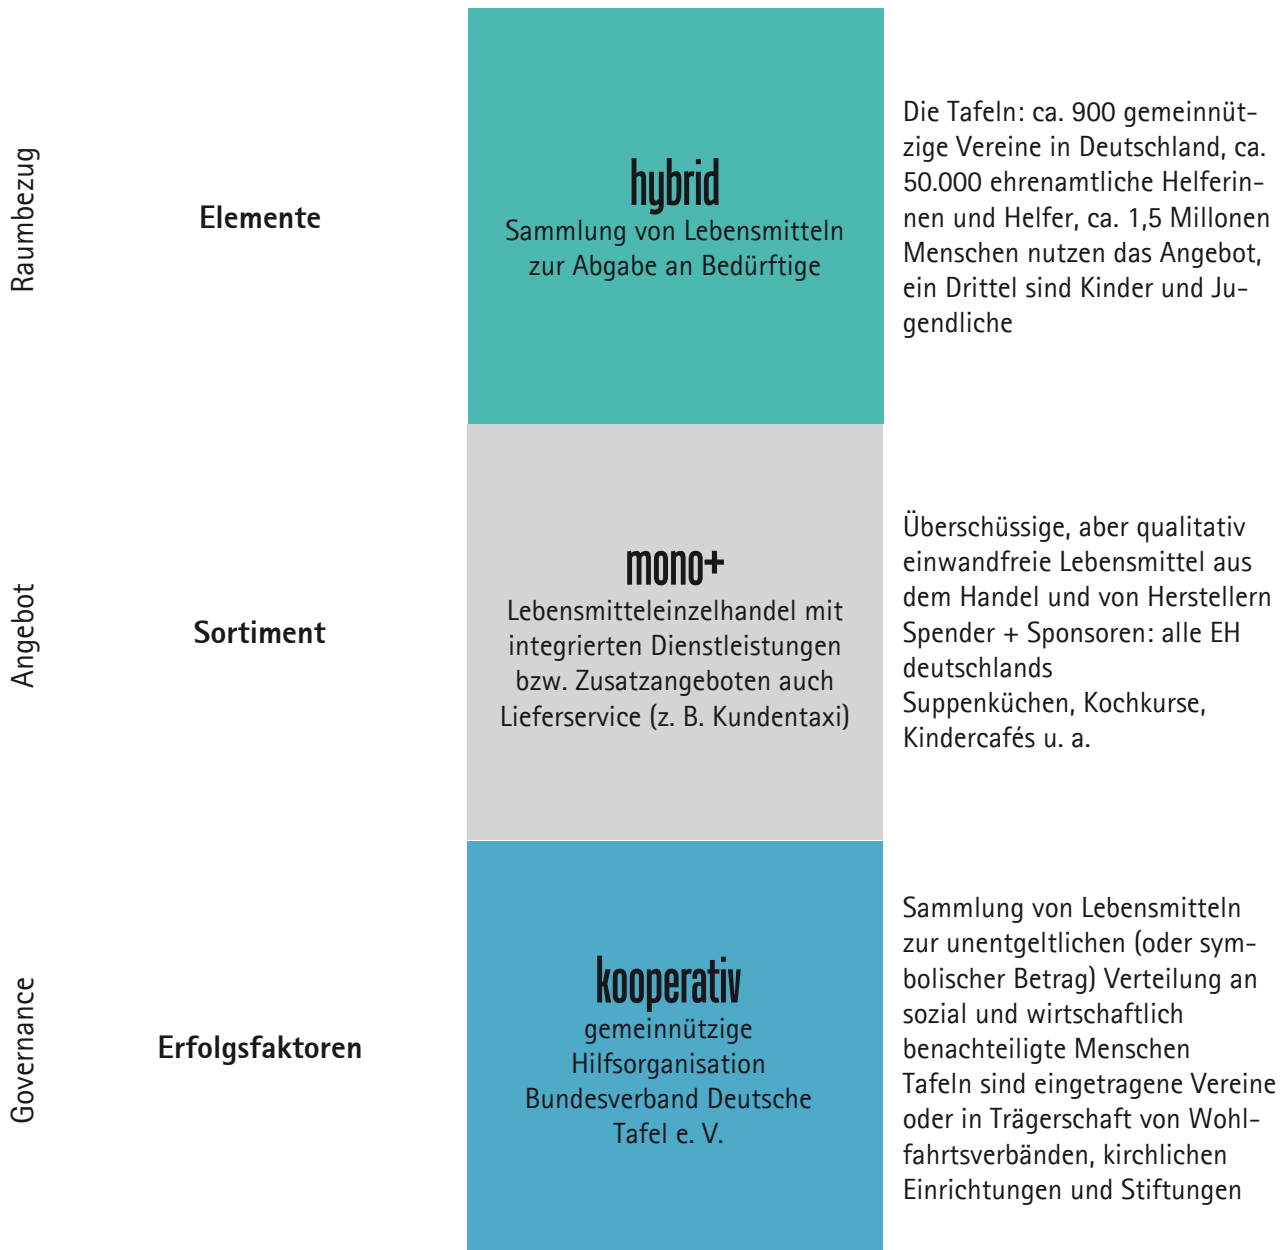 Raumbezug
Elemente
hybrid
Sammlung von Lebensmitteln
zur Abgabe an Bedürftige
Die Tafeln: ca. 900 gemeinnüt-
zige Vereine in Deutschland, ca.
50.000 ehrenamtliche Helferin-
nen und Helfer, ca. 1,5 Millonen
Menschen nutzen das Angebot,
ein Drittel sind Kinder und Ju-
gendliche
Angebot
Sortiment
mono+
Lebensmitteleinzelhandel mit
integrierten Dienstleistungen
bzw. Zusatzangeboten auch
Lieferservice (z. B. Kundentaxi)
Überschüssige, aber qualitativ
einwandfreie Lebensmittel aus
dem Handel und von Herstellern
Spender + Sponsoren: alle EH
deutschlands
Suppenküchen, Kochkurse,
Kindercafés u. a.
Governance
Erfolgsfaktoren
kooperativ
gemeinnützige
Hilfsorganisation
Bundesverband Deutsche
Tafel e. V.
Sammlung von Lebensmitteln
zur unentgeltlichen (oder sym-
bolischer Betrag) Verteilung an
sozial und wirtschaftlich
benachteiligte Menschen
Tafeln sind eingetragene Vereine
oder in Trägerschaft von Wohl-
fahrtsverbänden, kirchlichen
Einrichtungen und Stiftungen